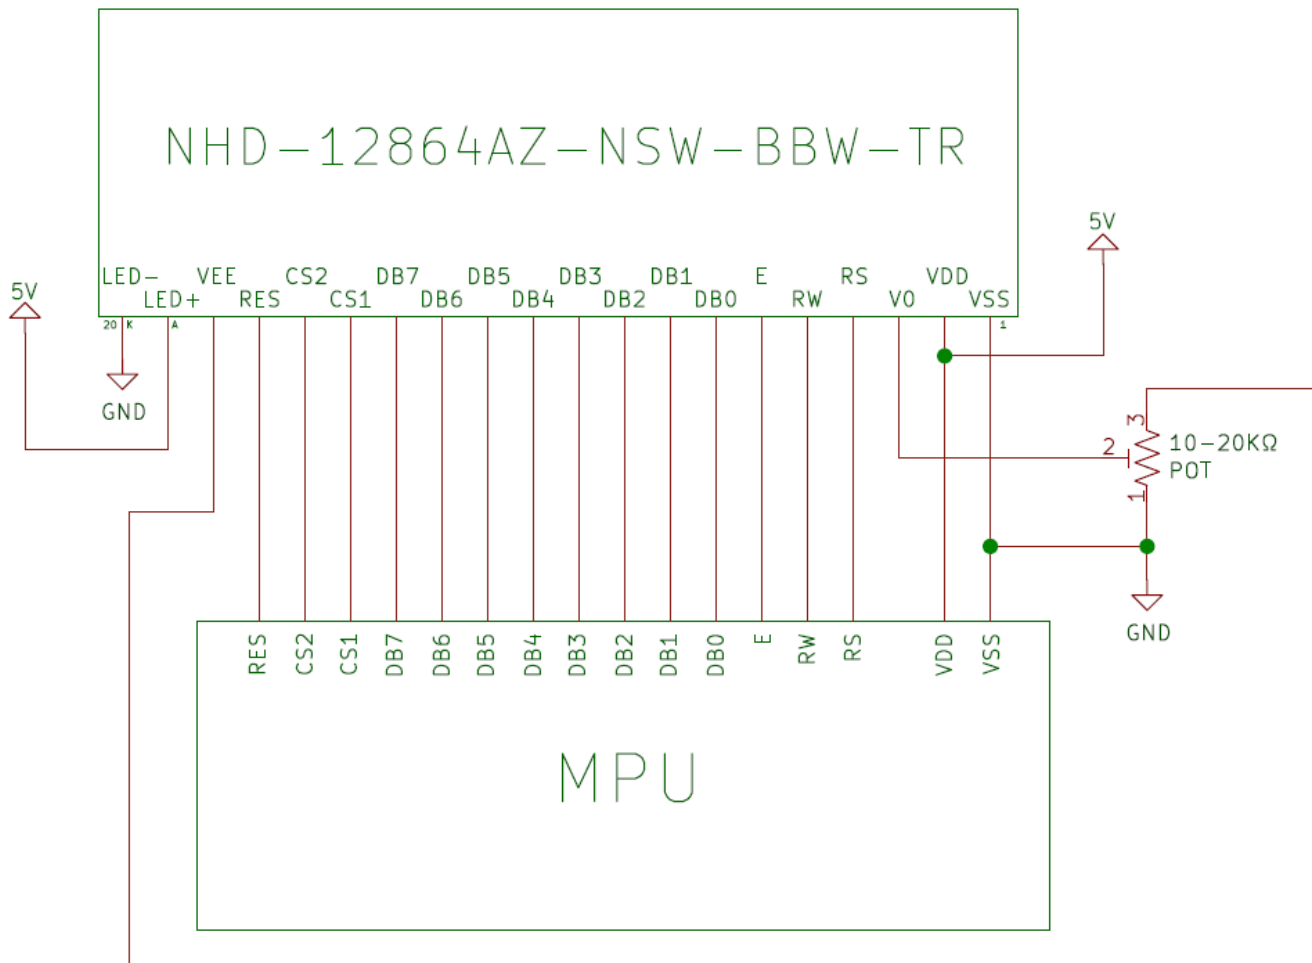 NHD-12864AZ-NSW-BBW-TR
LED- VEE CS2 DB7 DB5 DB3 DB1 E RS VDD
LED+ RES CS1 DB6 DB4 DB2 DB0 RW V0 VSS
20 K A 1
5V
GND
5V
3
2
1
10-20KΩ
POT
GND
RES CS2 CS1 DB7 DB6 DB5 DB4 DB3 DB2 DB1 DB0 E RW RS VDD VSS
MPU